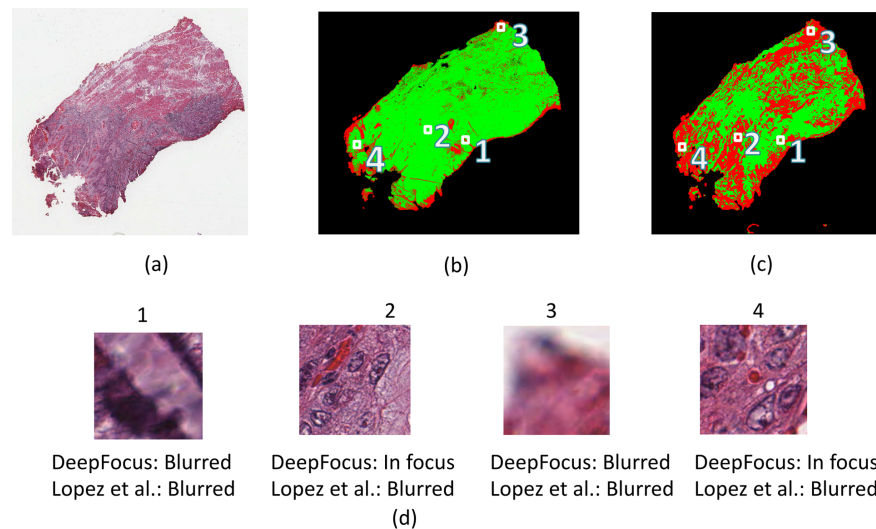 3
2
1
4
3
2
1
4
(a)
(b)
(c)
1
2
3
4
DeepFocus: Blurred
Lopez et al.: Blurred
DeepFocus: In focus
Lopez et al.: Blurred
DeepFocus: Blurred
Lopez et al.: Blurred
DeepFocus: In focus
Lopez et al.: Blurred
(d)